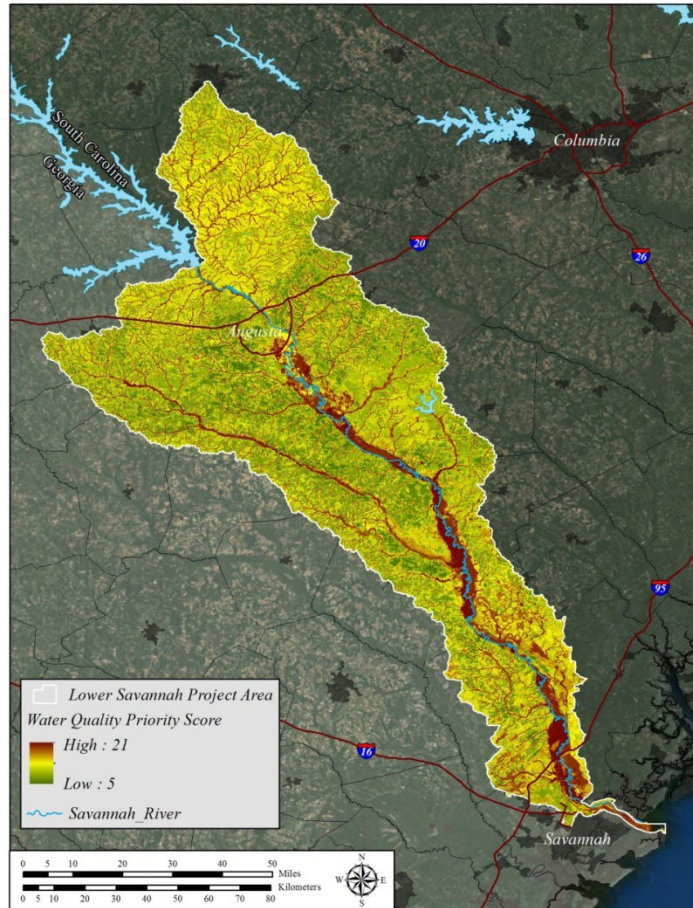 South Carolina
Georgia
Columbia
20
26
Augusta
95
Lower Savannah Project Area
Water Quality Priority Score
High : 21
Low : 5
Savannah_River
16
Savannah
0 10 20 30 40 50
Miles
Kilometers
0 5 10 20 30 40 50 60 70 80
N
W E
S